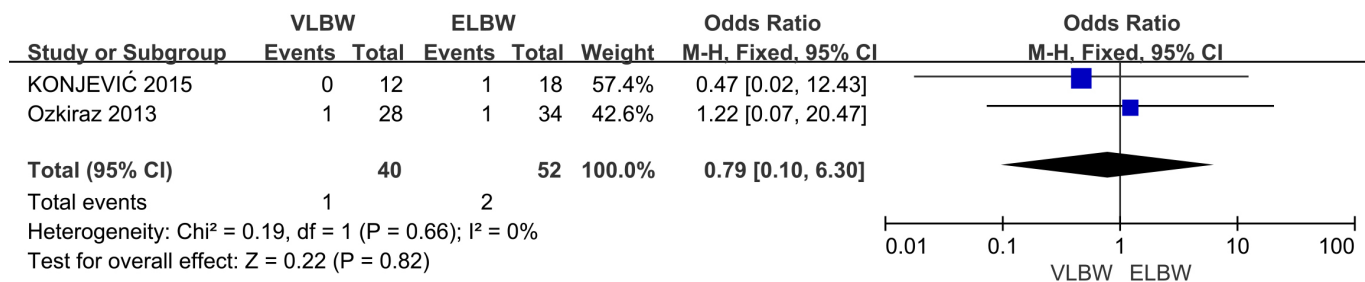 VLBW ELBW Odds Ratio Odds Ratio
Study or Subgroup Events Total Events Total Weight M-H, Fixed, 95% CI M-H, Fixed, 95% CI
KONJEVIĆ 2015 0 12 1 18 57.4% 0.47 [0.02, 12.43]
Ozkiraz 2013 1 28 1 34 42.6% 1.22 [0.07, 20.47]
Total (95% CI) 40 52 100.0% 0.79 [0.10, 6.30]
Total events 1 2
Heterogeneity: Chi² = 0.19, df = 1 (P = 0.66); I² = 0%
Test for overall effect: Z = 0.22 (P = 0.82)
0.01 0.1 1 10 100
VLBW ELBW